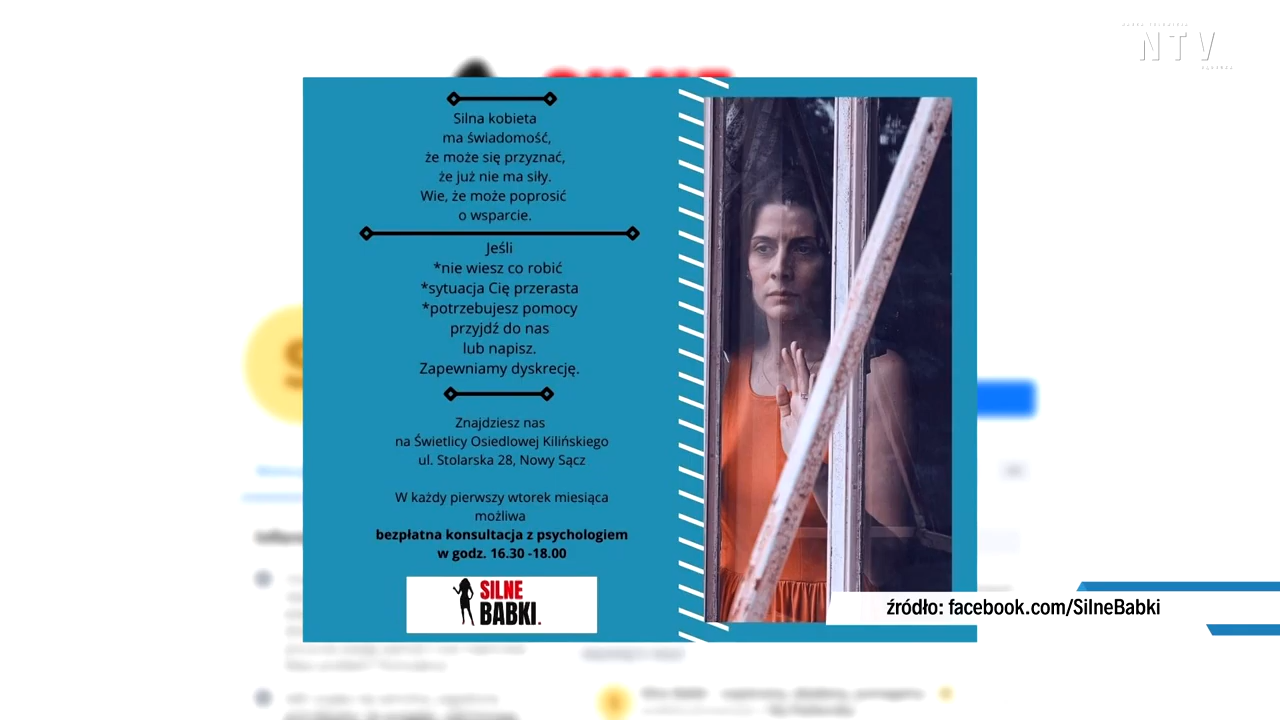 NTV
Silna kobieta
ma świadomość,
że może się przyznać,
że już nie ma siły.
Wie, że może poprosić
o wsparcie.
Jeśli
*nie wiesz co robić
*sytuacja Cię przerasta
*potrzebujesz pomocy
przyjdź do nas
lub napisz.
Zapewniamy dyskrecję.
Znajdziesz nas
na Świetlicy Osiedlowej Kilińskiego
ul. Stolarska 28, Nowy Sącz
W każdy pierwszy wtorek miesiąca
możliwa
bezpłatna konsultacja z psychologiem
w godz. 16.30 -18.00
SILNE
BABKI.
źródło: facebook.com/SilneBabki